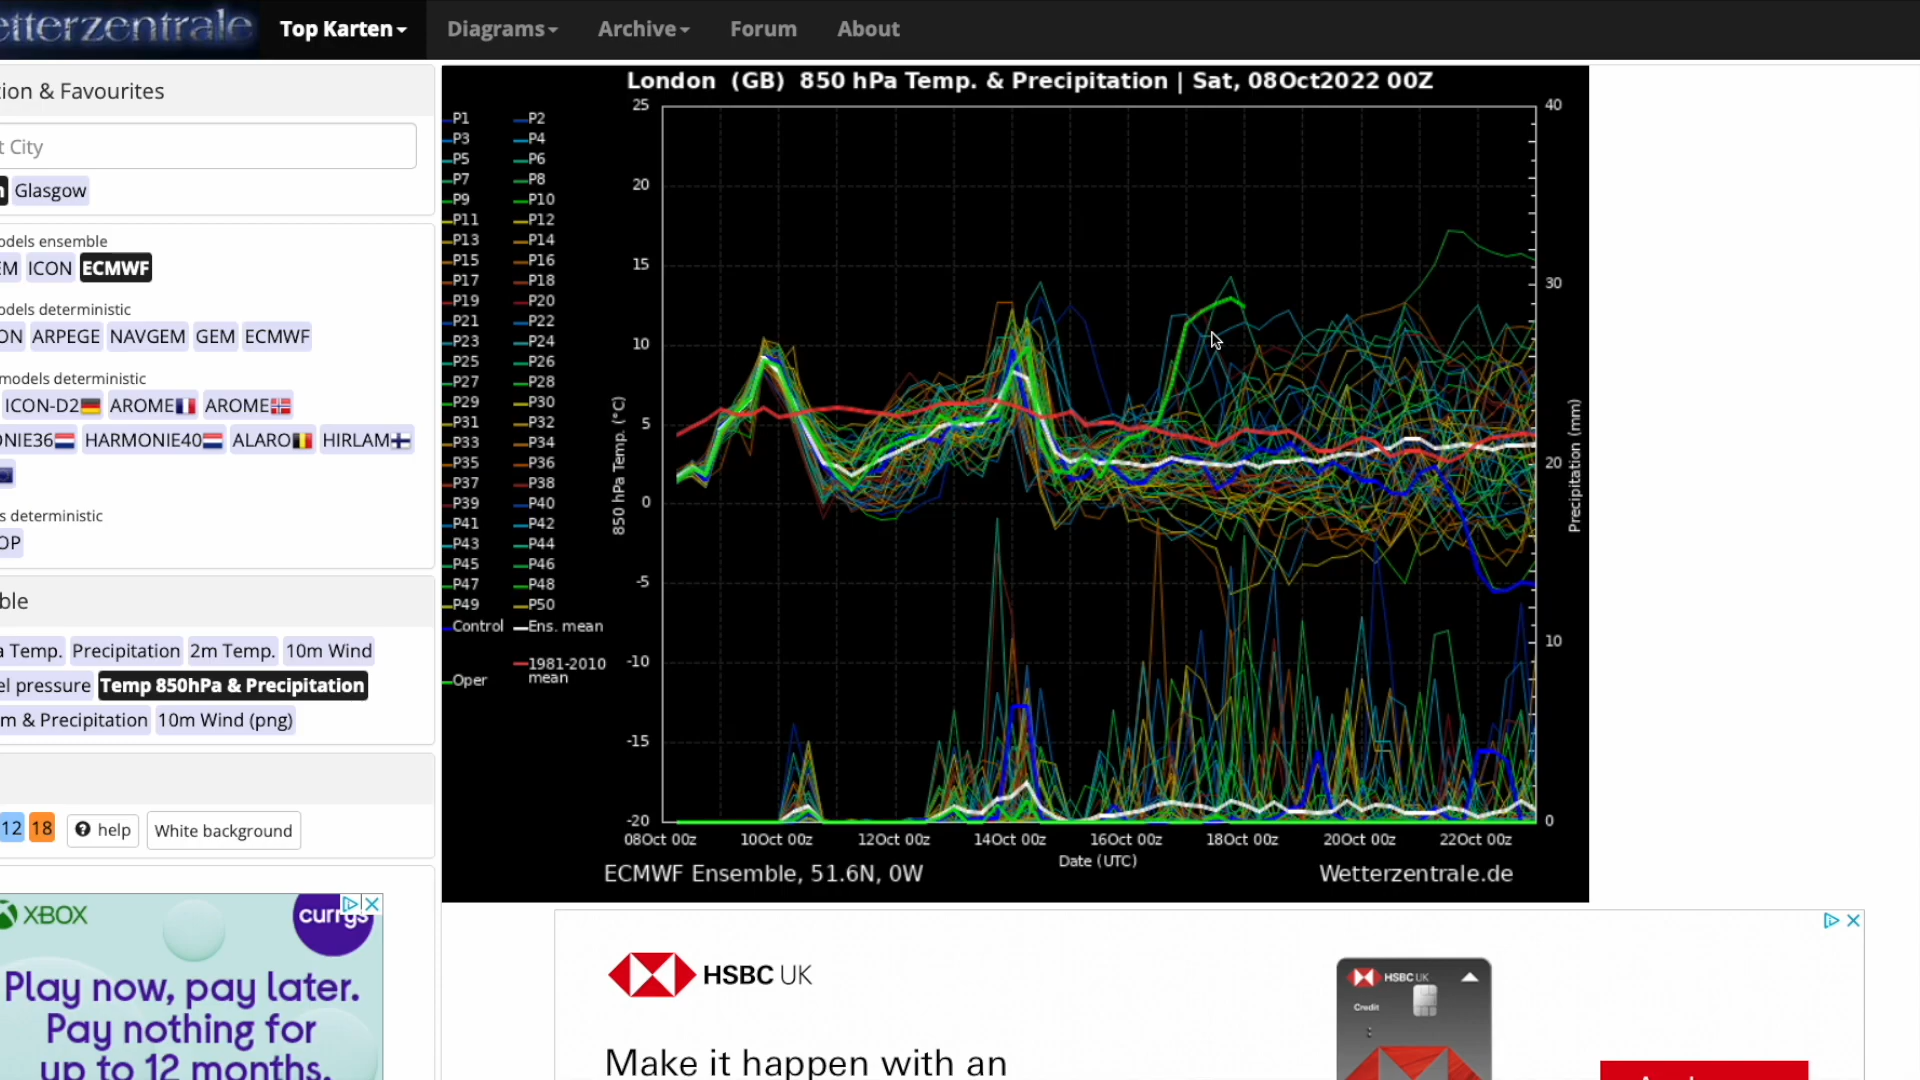 etterzentrale
Top Karten
Diagrams
Archive
Forum
About
ion & Favourites
t City
n Glasgow
odels ensemble
EM ICON ECMWF
odels deterministic
ON ARPEGE NAVGEM GEM ECMWF
models deterministic
ICON-D2 AROME AROME
ONIE36 HARMONIE40 ALARO HIRLAM
s deterministic
OP
ble
a Temp. Precipitation 2m Temp. 10m Wind
el pressure Temp 850hPa & Precipitation
m & Precipitation 10m Wind (png)
12 18 help White background
London (GB) 850 hPa Temp. & Precipitation | Sat, 08Oct2022 00Z
P1 P2
P3 P4
P5 P6
P7 P8
P9 P10
P11 P12
P13 P14
P15 P16
P17 P18
P19 P20
P21 P22
P23 P24
P25 P26
P27 P28
P29 P30
P31 P32
P33 P34
P35 P36
P37 P38
P39 P40
P41 P42
P43 P44
P45 P46
P47 P48
P49 P50
Control Ens. mean
1981-2010
mean
Oper
850 hPa Temp. (°C)
25
20
15
10
5
0
-5
-10
-15
-20
40
30
20
10
0
Precipitation (mm)
08Oct 00z 10Oct 00z 12Oct 00z 14Oct 00z 16Oct 00z 18Oct 00z 20Oct 00z 22Oct 00z
Date (UTC)
ECMWF Ensemble, 51.6N, 0W
Wetterzentrale.de
XBOX
currys
Play now, pay later.
Pay nothing for
up to 12 months.
HSBC UK
Make it happen with an
HSBC UK
Credit